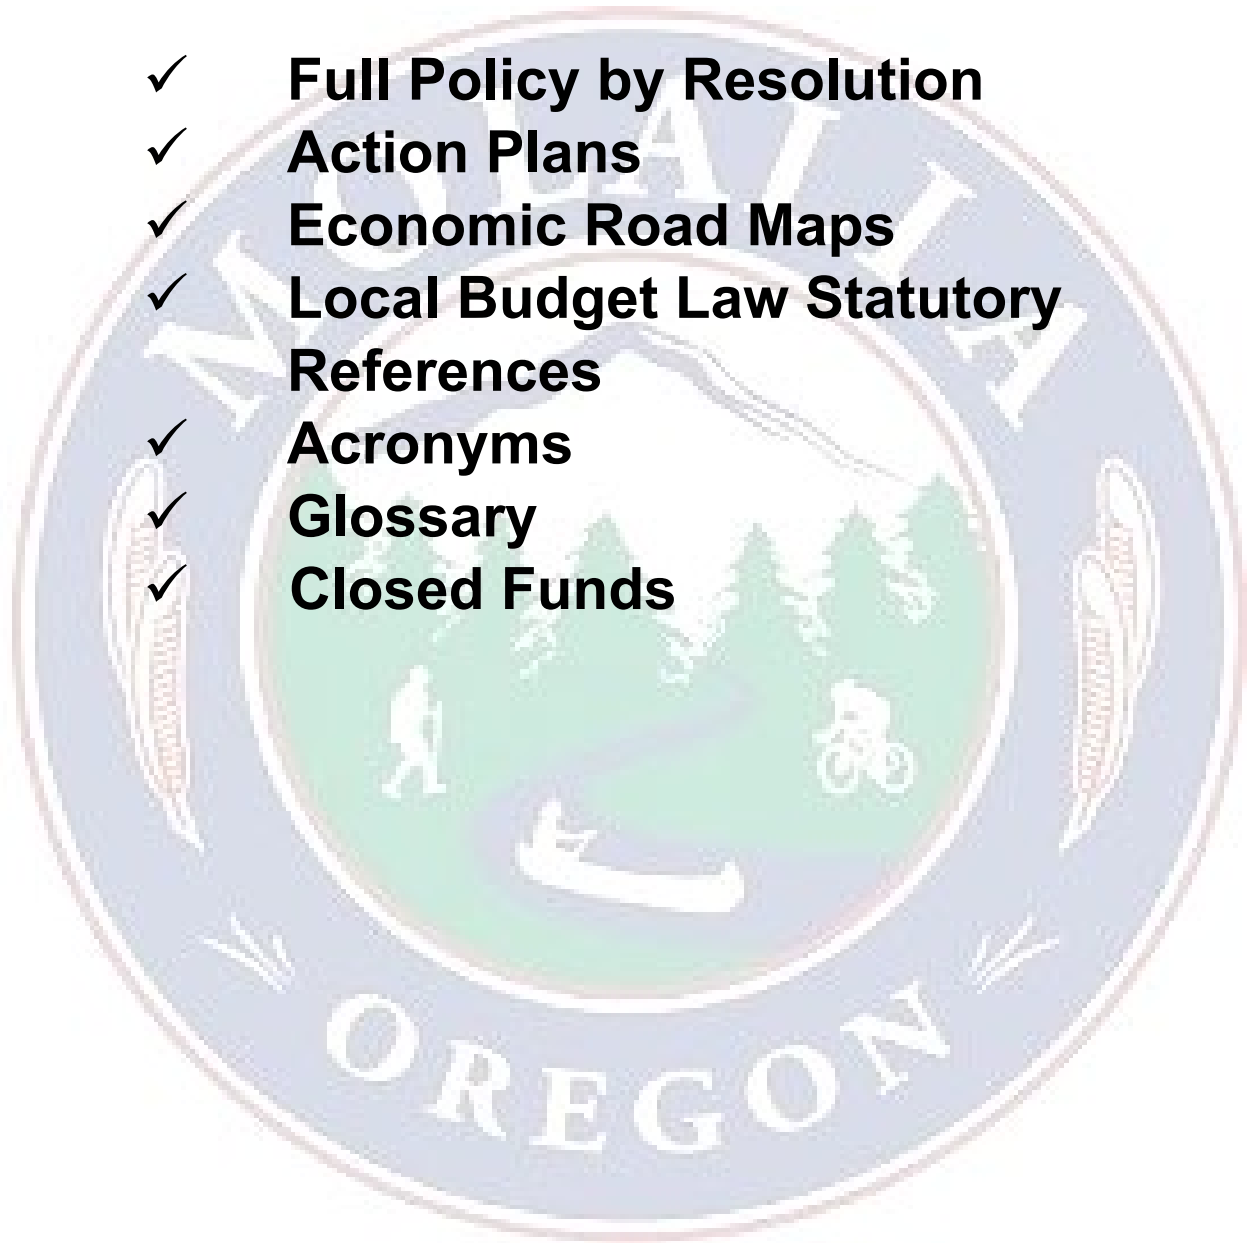 ✓ Full Policy by Resolution
✓ Action Plans
✓ Economic Road Maps
✓ Local Budget Law Statutory
References
✓ Acronyms
✓ Glossary
✓ Closed Funds
MOLALLA
OREGON